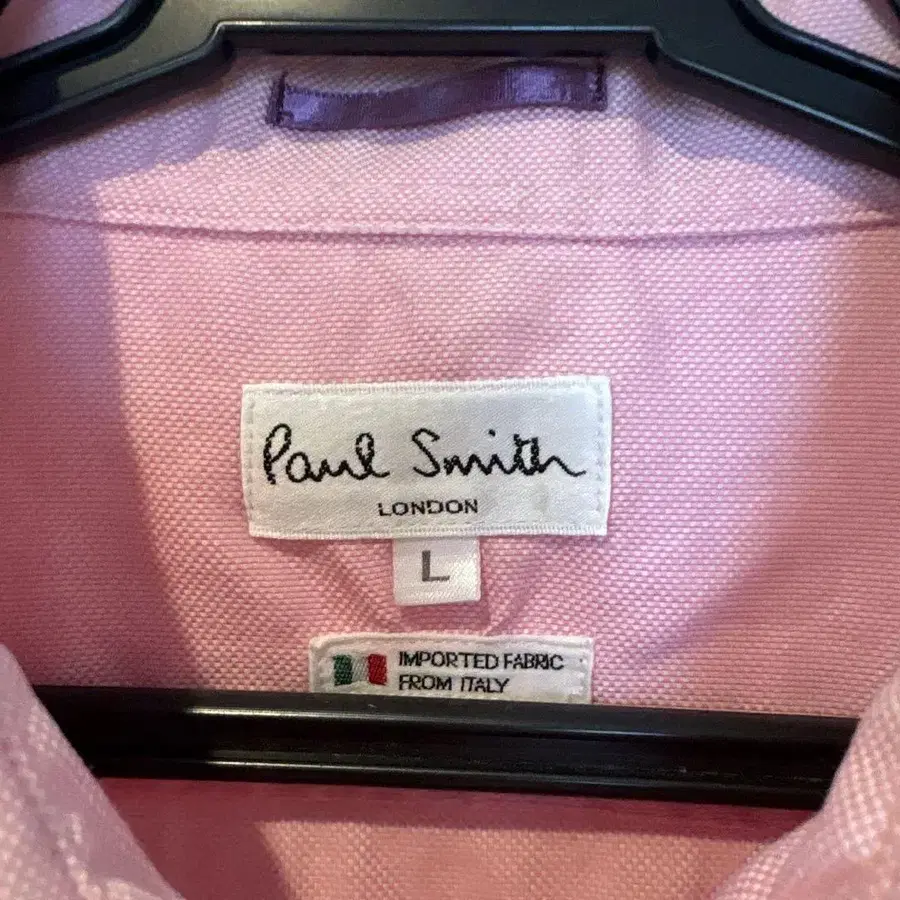 Paul Smith
LONDON
L
IMPORTED FABRIC
FROM ITALY